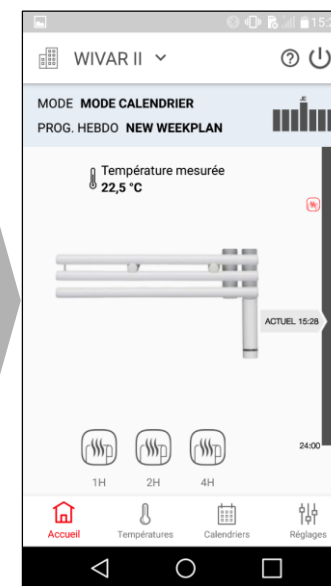 WIVAR II
MODE MODE CALENDRIER
PROG. HEBDO NEW WEEKPLAN
Température mesurée
22,5 °C
ACTUEL 15:28
24:00
1H 2H 4H
Accueil Températures Calendriers Réglages